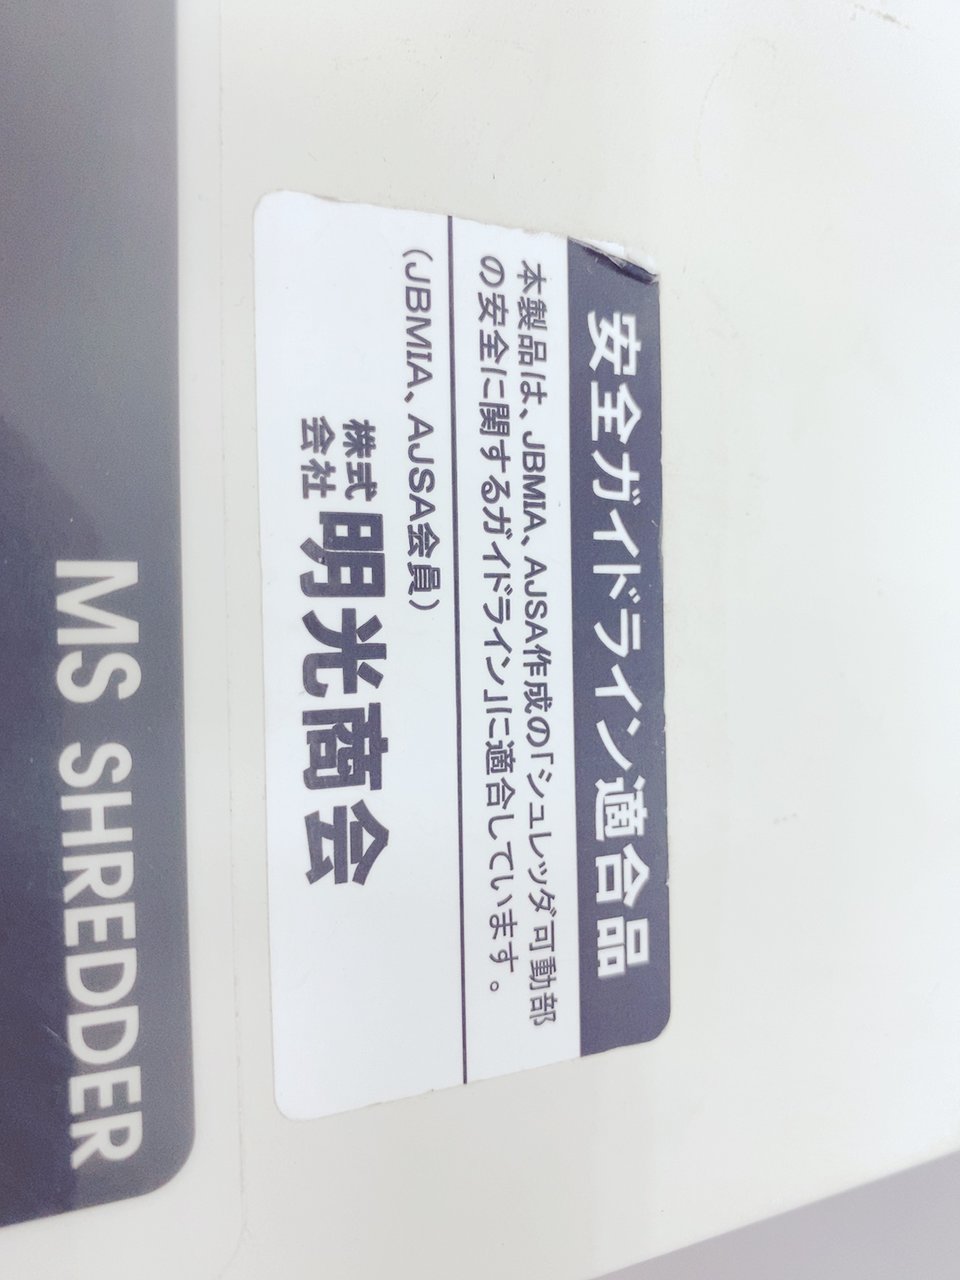 安全ガイドライン適合品
本製品は、JBMIA、AJSA作成の「シュレッダ可動部
の安全に関するガイドライン」に適合しています。
(JBMIA、AJSA会員)
株式会社 明光商会
MS SHREDDER